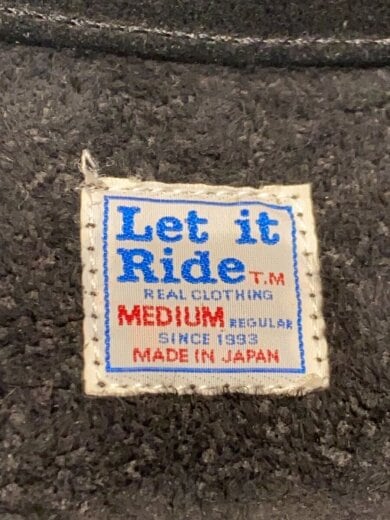 Let it
Ride T.M
REAL CLOTHING
MEDIUM REGULAR
SINCE 1993
MADE IN JAPAN